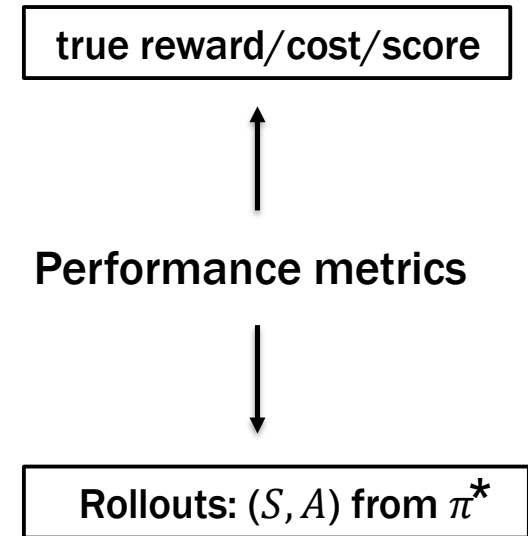 true reward/cost/score
Performance metrics
Rollouts: (S, A) from π*